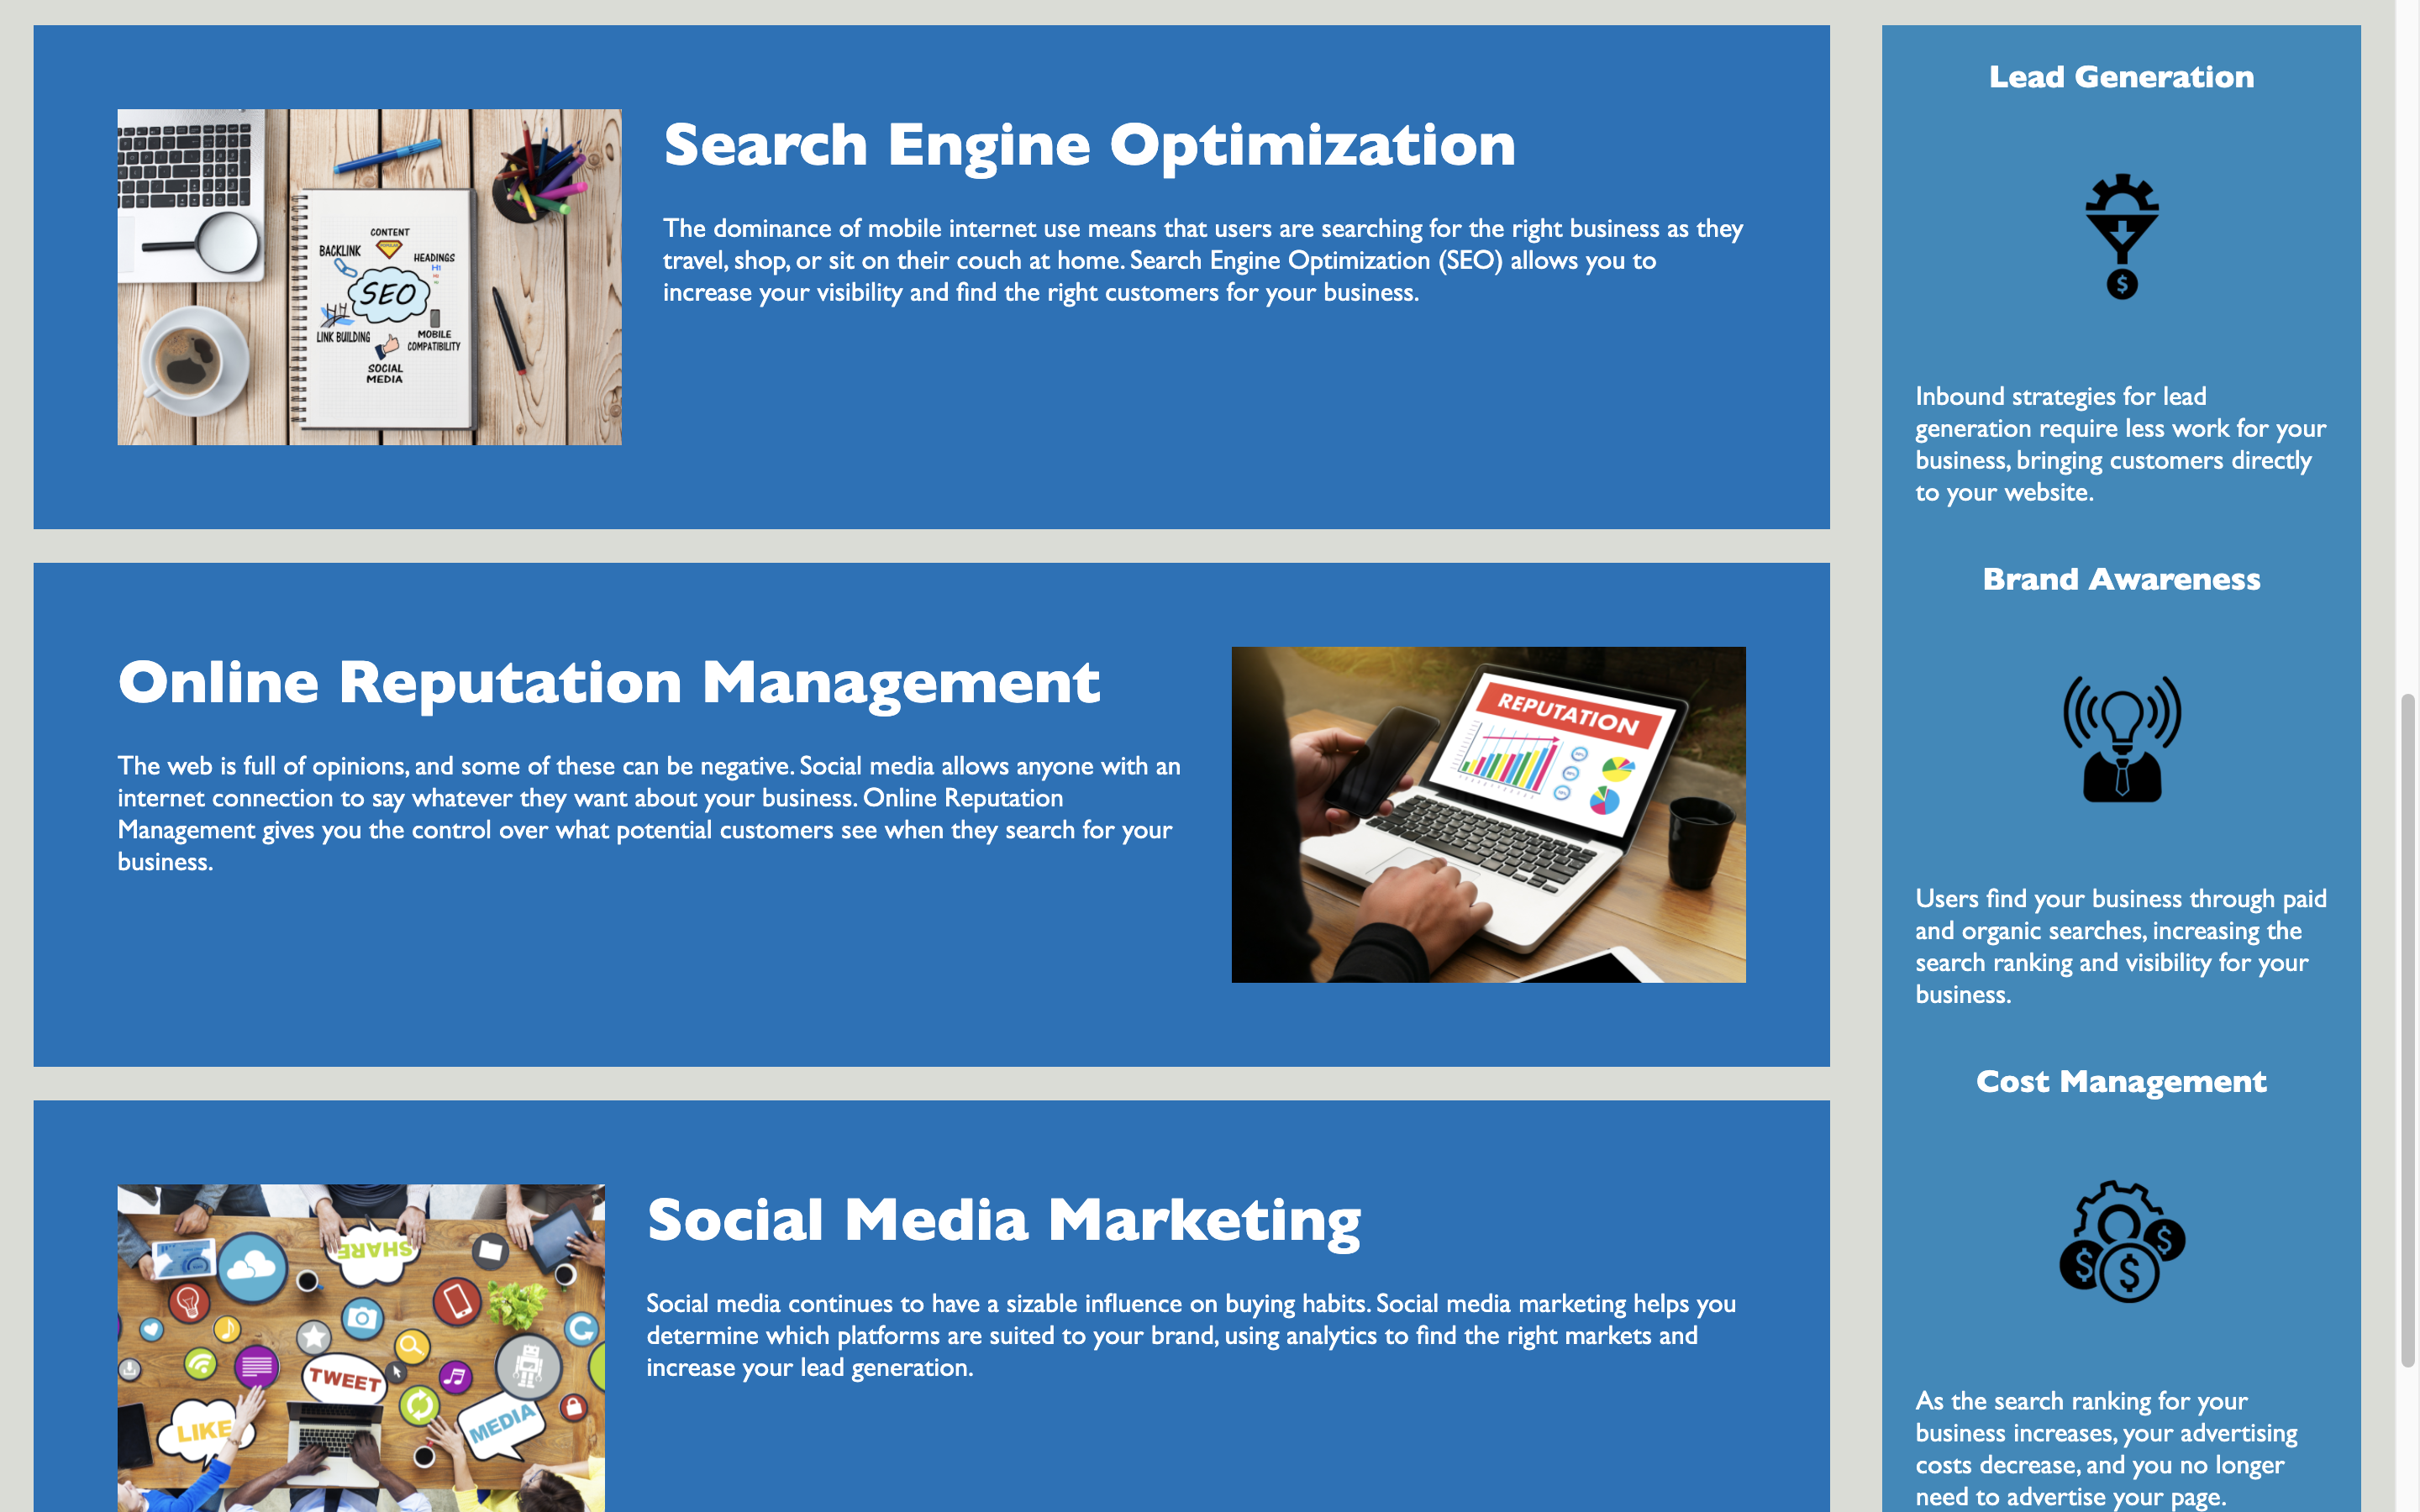 Search Engine Optimization
The dominance of mobile internet use means that users are searching for the right business as they
travel, shop, or sit on their couch at home. Search Engine Optimization (SEO) allows you to
increase your visibility and find the right customers for your business.
CONTENT
BACKLINK
HEADINGS
H1
SEO
LINK BUILDING
MOBILE
COMPATIBILITY
SOCIAL
MEDIA
Online Reputation Management
The web is full of opinions, and some of these can be negative. Social media allows anyone with an
internet connection to say whatever they want about your business. Online Reputation
Management gives you the control over what potential customers see when they search for your
business.
REPUTATION
Social Media Marketing
Social media continues to have a sizable influence on buying habits. Social media marketing helps you
determine which platforms are suited to your brand, using analytics to find the right markets and
increase your lead generation.
SHARE
TWEET
LIKE
MEDIA
Lead Generation
$
Inbound strategies for lead
generation require less work for your
business, bringing customers directly
to your website.
Brand Awareness
Users find your business through paid
and organic searches, increasing the
search ranking and visibility for your
business.
Cost Management
$ $ $
As the search ranking for your
business increases, your advertising
costs decrease, and you no longer
need to advertise your page.